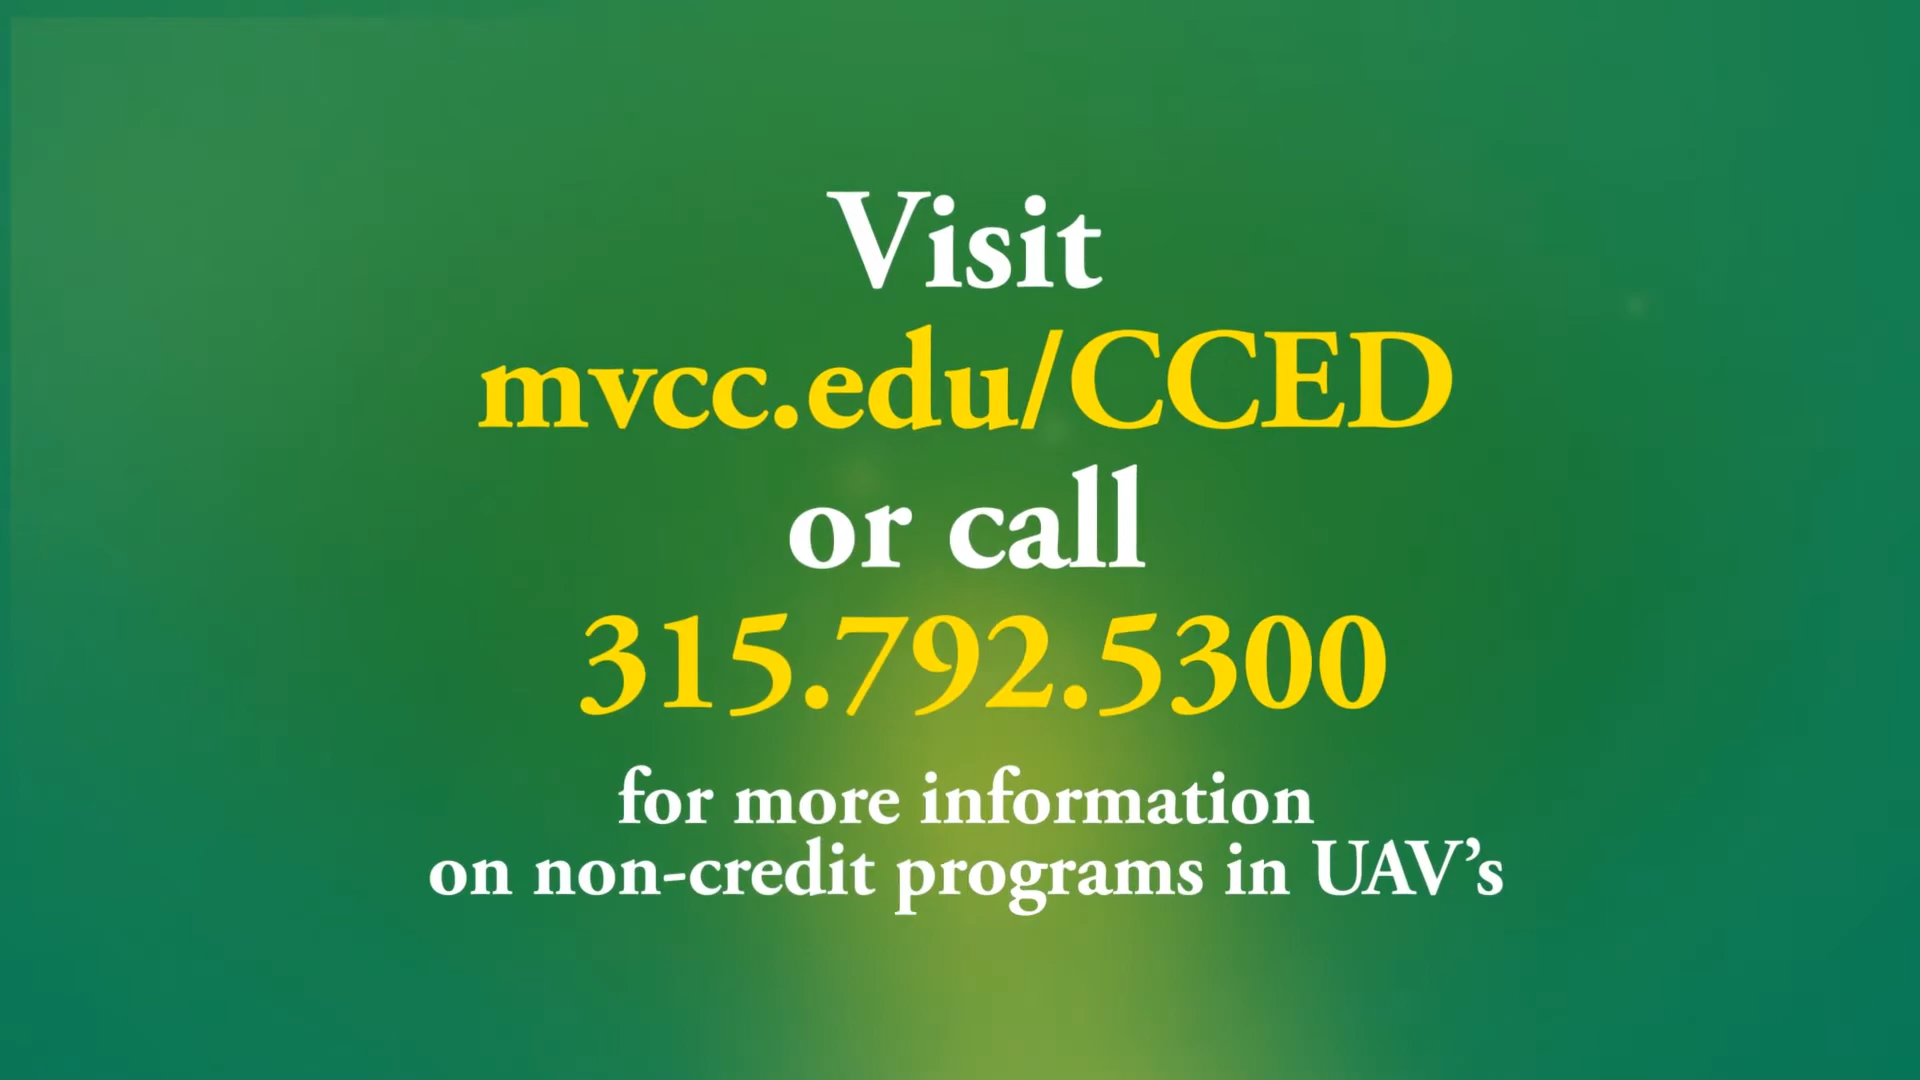 Visit
mvcc.edu/CCED
or call
315.792.5300
for more information
on non-credit programs in UAV’s